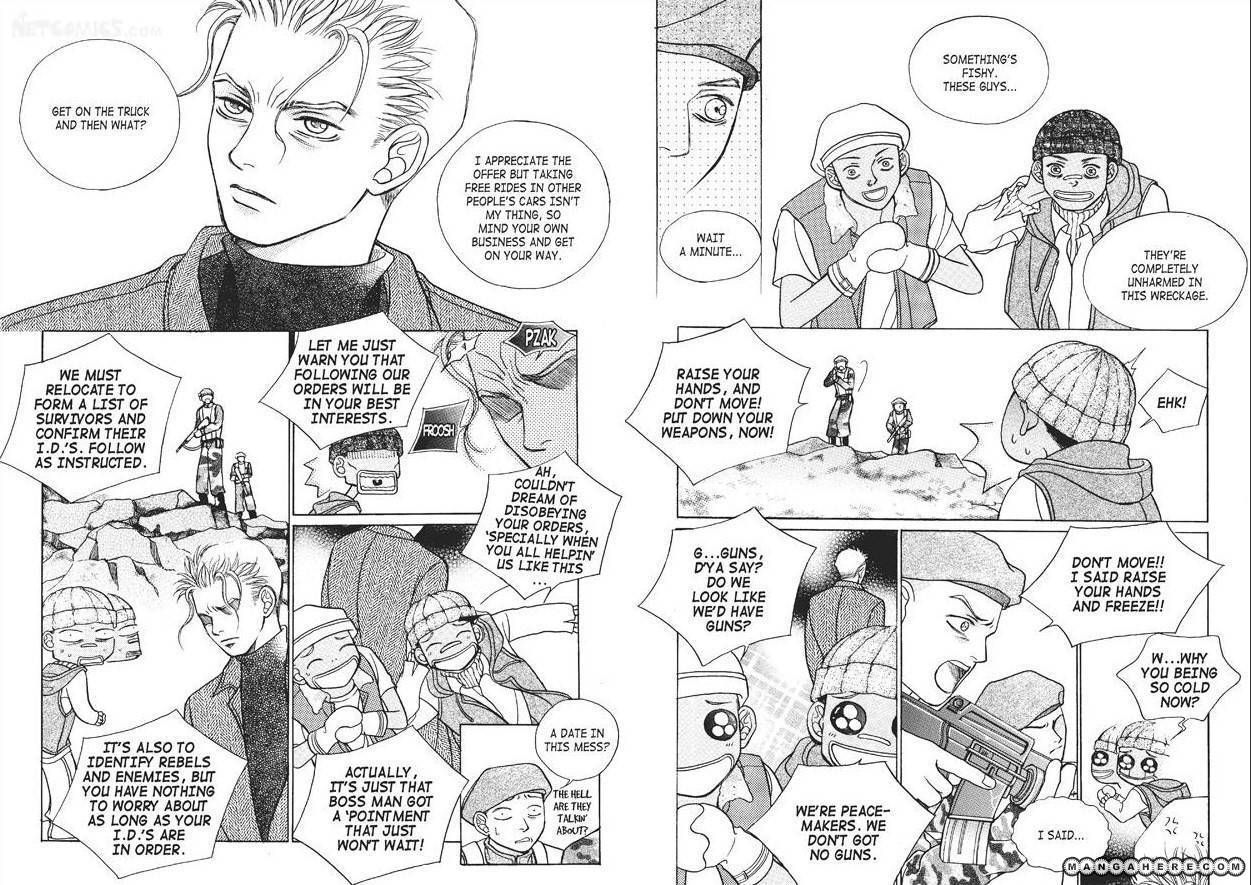 NETCOMICS.com
GET ON THE TRUCK
AND THEN WHAT?
I APPRECIATE THE
OFFER BUT TAKING
FREE RIDES IN OTHER
PEOPLE'S CARS ISN'T
MY THING, SO
MIND YOUR OWN
BUSINESS AND GET
ON YOUR WAY.
WE MUST
RELOCATE TO
FORM A LIST OF
SURVIVORS AND
CONFIRM THEIR
I.D.'S. FOLLOW
AS INSTRUCTED.
IT'S ALSO TO
IDENTIFY REBELS
AND ENEMIES, BUT
YOU HAVE NOTHING
TO WORRY ABOUT
AS LONG AS YOUR
I.D.'S ARE
IN ORDER.
LET ME JUST
WARN YOU THAT
FOLLOWING OUR
ORDERS WILL BE
IN YOUR BEST
INTERESTS.
PZAK
FROOSH
AH,
COULDN'T
DREAM OF
DISOBEYING
YOUR ORDERS,
'SPECIALLY WHEN
YOU ALL HELPIN'
US LIKE THIS
...
ACTUALLY,
IT'S JUST THAT
BOSS MAN GOT
A 'POINTMENT
THAT JUST
WON'T WAIT!
A DATE IN
THIS MESS?
THE HELL
ARE THEY
TALKIN'
ABOUT?
WAIT
A MINUTE...
SOMETHING'S
FISHY.
THESE GUYS...
THEY'RE
COMPLETELY
UNHARMED IN
THIS WRECKAGE.
RAISE YOUR
HANDS, AND
DON'T MOVE!
PUT DOWN YOUR
WEAPONS, NOW!
EHK!
G...GUNS,
D'YA SAY?
DO WE
LOOK LIKE
WE'D HAVE
GUNS?
WE'RE PEACE-
MAKERS. WE
DON'T GOT
NO GUNS.
DON'T MOVE!!
I SAID RAISE
YOUR HANDS
AND FREEZE!!
W...WHY
YOU BEING
SO COLD
NOW?
I SAID...
MANGAHERE.COM